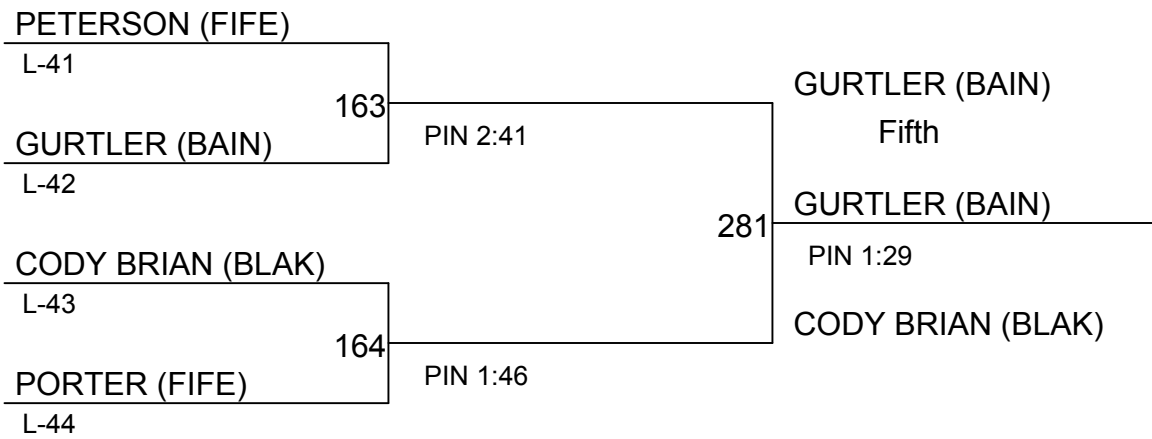 PETERSON (FIFE)
L-41
163
PIN 2:41
GURTLER (BAIN)
L-42
GURTLER (BAIN)
Fifth
281
GURTLER (BAIN)
PIN 1:29
CODY BRIAN (BLAK)
L-43
164
PIN 1:46
PORTER (FIFE)
L-44
CODY BRIAN (BLAK)